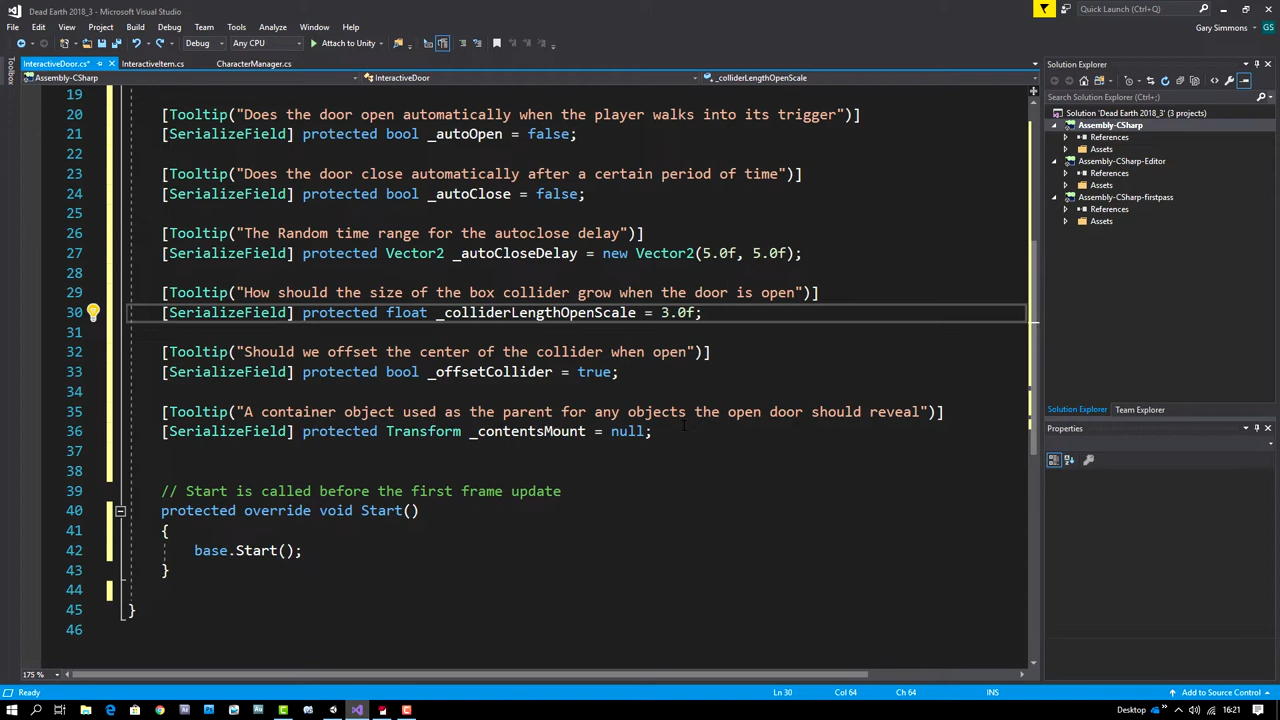 Dead Earth 2018_3 - Microsoft Visual Studio
Quick Launch (Ctrl+Q)
File Edit View Project Build Debug Team Tools Analyze Window Help
Gary Simmons GS
Debug Any CPU Attach to Unity
InteractiveDoor.cs* InteractiveItem.cs CharacterManager.cs
Assembly-CSharp InteractiveDoor _colliderLengthOpenScale
Toolbox
19
20 [Tooltip("Does the door open automatically when the player walks into its trigger")]
21 [SerializeField] protected bool _autoOpen = false;
22
23 [Tooltip("Does the door close automatically after a certain period of time")]
24 [SerializeField] protected bool _autoClose = false;
25
26 [Tooltip("The Random time range for the autoclose delay")]
27 [SerializeField] protected Vector2 _autoCloseDelay = new Vector2(5.0f, 5.0f);
28
29 [Tooltip("How should the size of the box collider grow when the door is open")]
30 [SerializeField] protected float _colliderLengthOpenScale = 3.0f;
31
32 [Tooltip("Should we offset the center of the collider when open")]
33 [SerializeField] protected bool _offsetCollider = true;
34
35 [Tooltip("A container object used as the parent for any objects the open door should reveal")]
36 [SerializeField] protected Transform _contentsMount = null;
37
38
39 // Start is called before the first frame update
40 protected override void Start()
41 {
42 base.Start();
43 }
44
45 }
46
175 %
Solution Explorer
Search Solution Explorer (Ctrl+;)
Solution 'Dead Earth 2018_3' (3 projects)
Assembly-CSharp
References
Assets
Assembly-CSharp-Editor
References
Assets
Assembly-CSharp-firstpass
References
Assets
Solution Explorer Team Explorer
Properties
Ready Ln 30 Col 64 Ch 64 INS Add to Source Control
Desktop 16:21